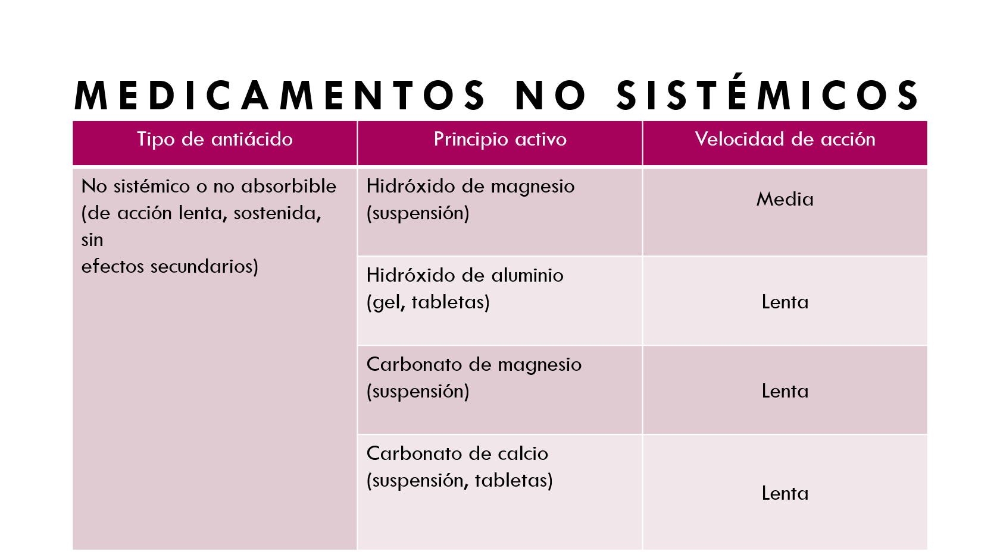 MEDICAMENTOS NO SISTÉMICOS
Tipo de antiácido
Principio activo
Velocidad de acción
No sistémico o no absorbible
(de acción lenta, sostenida,
sin
efectos secundarios)
Hidróxido de magnesio
(suspensión)
Media
Hidróxido de aluminio
(gel, tabletas)
Lenta
Carbonato de magnesio
(suspensión)
Lenta
Carbonato de calcio
(suspensión, tabletas)
Lenta